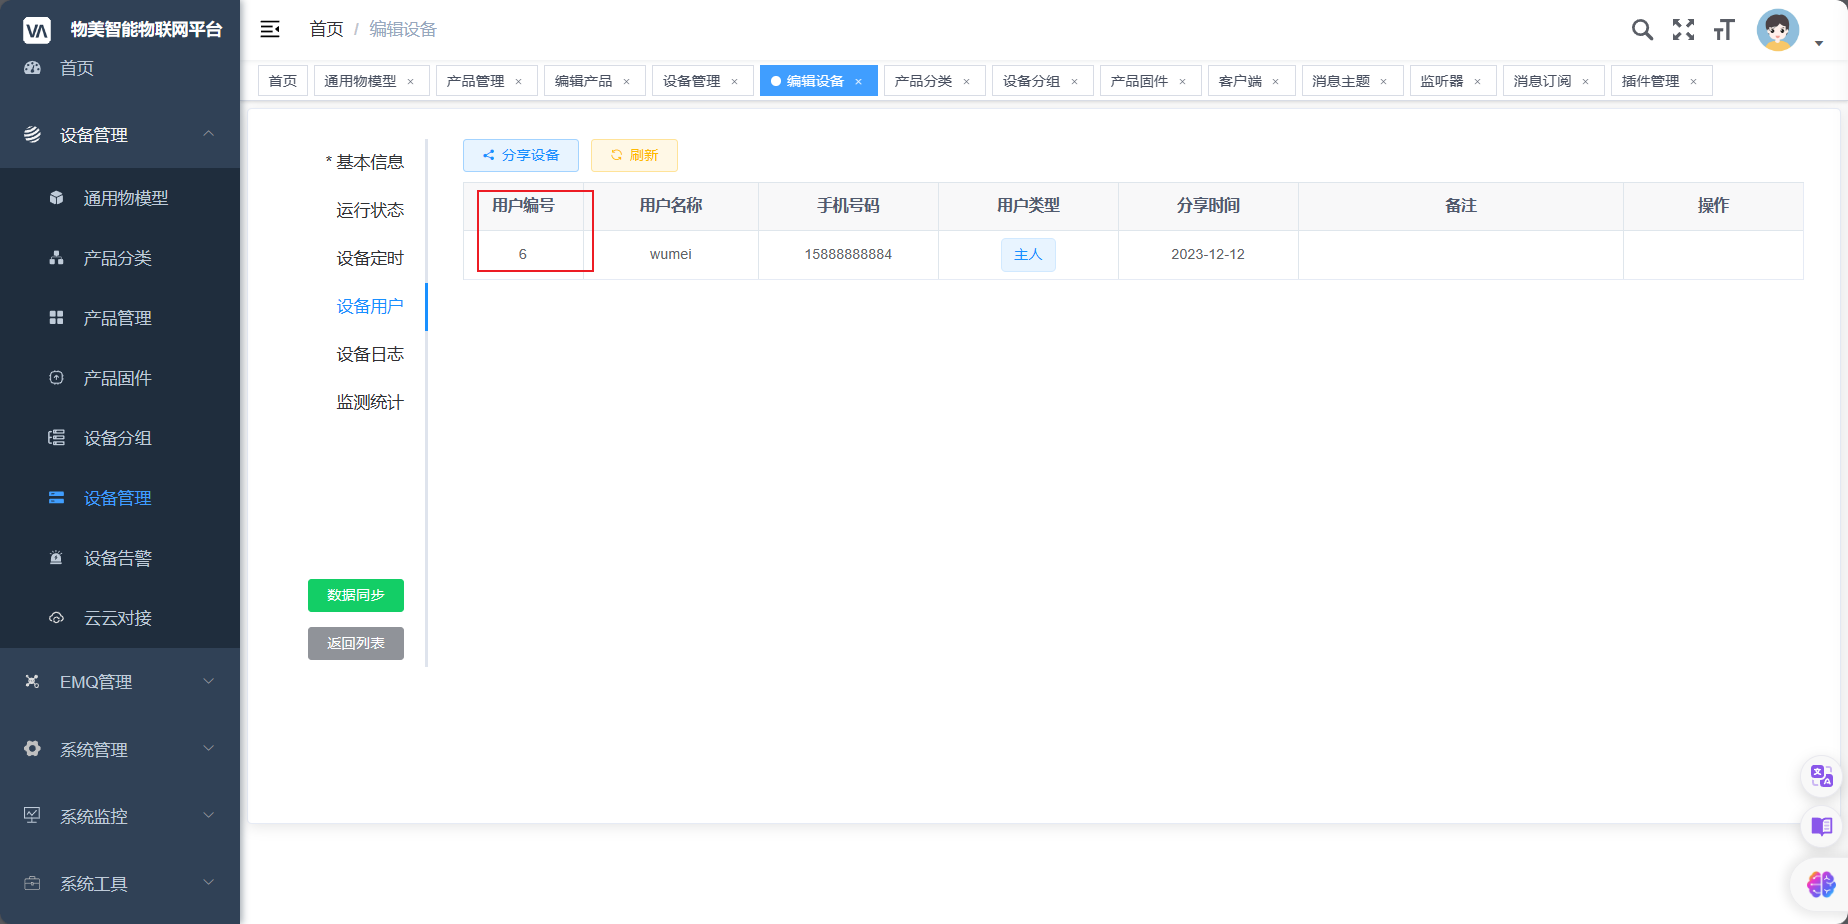 VA 物美智能物联网平台
首页
设备管理
通用物模型
产品分类
产品管理
产品固件
设备分组
设备管理
设备告警
云云对接
EMQ管理
系统管理
系统监控
系统工具
首页 / 编辑设备
首页 通用物模型 × 产品管理 × 编辑产品 × 设备管理 × 编辑设备 × 产品分类 × 设备分组 × 产品固件 × 客户端 × 消息主题 × 监听器 × 消息订阅 × 插件管理 ×
* 基本信息
运行状态
设备定时
设备用户
设备日志
监测统计
数据同步
返回列表
分享设备 刷新
用户编号 用户名称 手机号码 用户类型 分享时间 备注 操作
6 wumei 15888888884 主人 2023-12-12